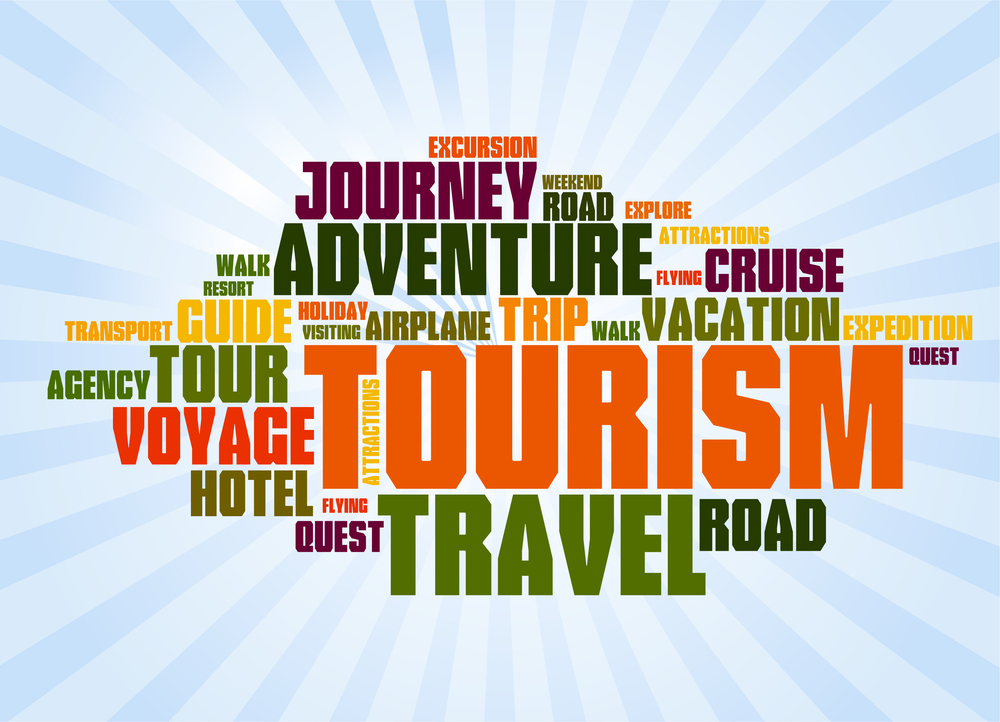 EXCURSION
JOURNEY
WEEKEND
ROAD
EXPLORE
ADVENTURE
ATTRACTIONS
WALK
FLYING
CRUISE
RESORT
TRANSPORT
GUIDE
HOLIDAY
VISITING
AIRPLANE
TRIP
WALK
VACATION
EXPEDITION
QUEST
AGENCY
TOUR
TOURISM
ATTRACTIONS
VOYAGE
HOTEL
FLYING
QUEST
TRAVEL
ROAD